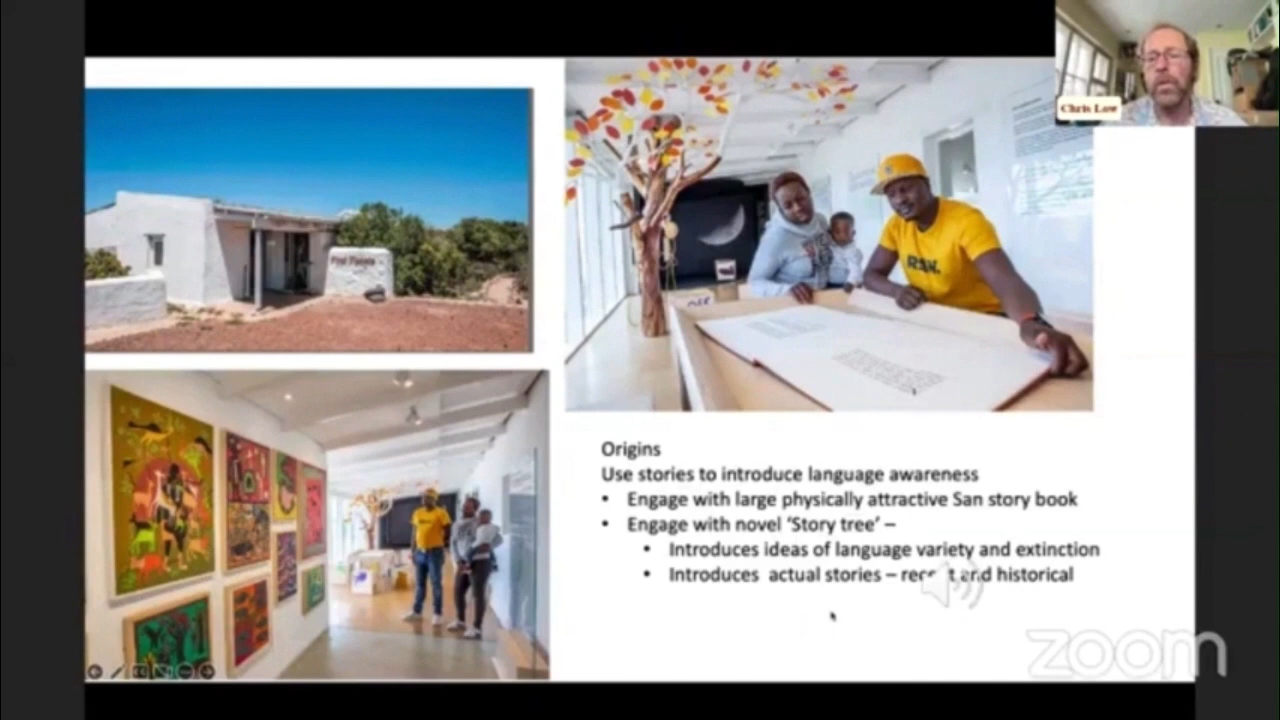 Chris Low
Origins
Use stories to introduce language awareness
• Engage with large physically attractive San story book
• Engage with novel ‘Story tree’ –
• Introduces ideas of language variety and extinction
• Introduces actual stories – recent and historical
zoom